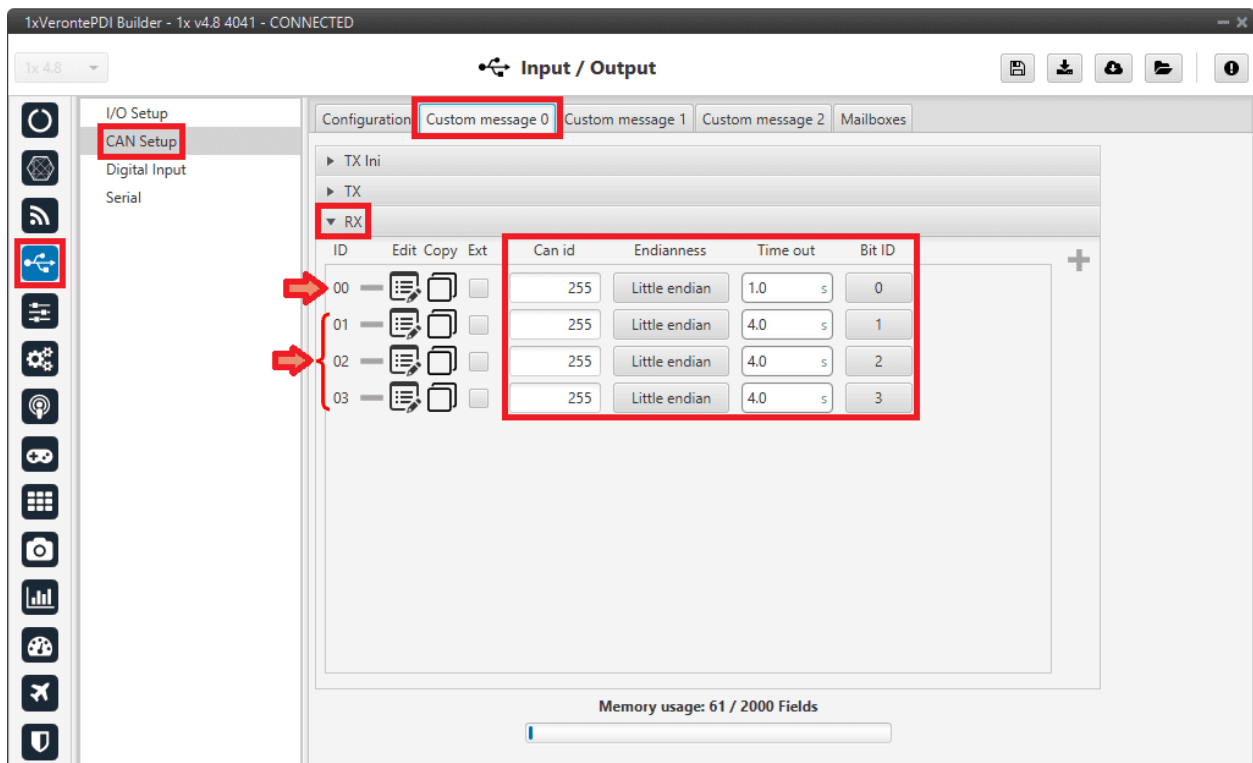 1xVerontePDI Builder - 1x v4.8 4041 - CONNECTED
1x 4.8
Input / Output
I/O Setup
CAN Setup
Digital Input
Serial
Configuration Custom message 0 Custom message 1 Custom message 2 Mailboxes
TX Ini
TX
RX
ID Edit Copy Ext Can id Endianness Time out Bit ID
00 255 Little endian 1.0 s 0
01 255 Little endian 4.0 s 1
02 255 Little endian 4.0 s 2
03 255 Little endian 4.0 s 3
Memory usage: 61 / 2000 Fields